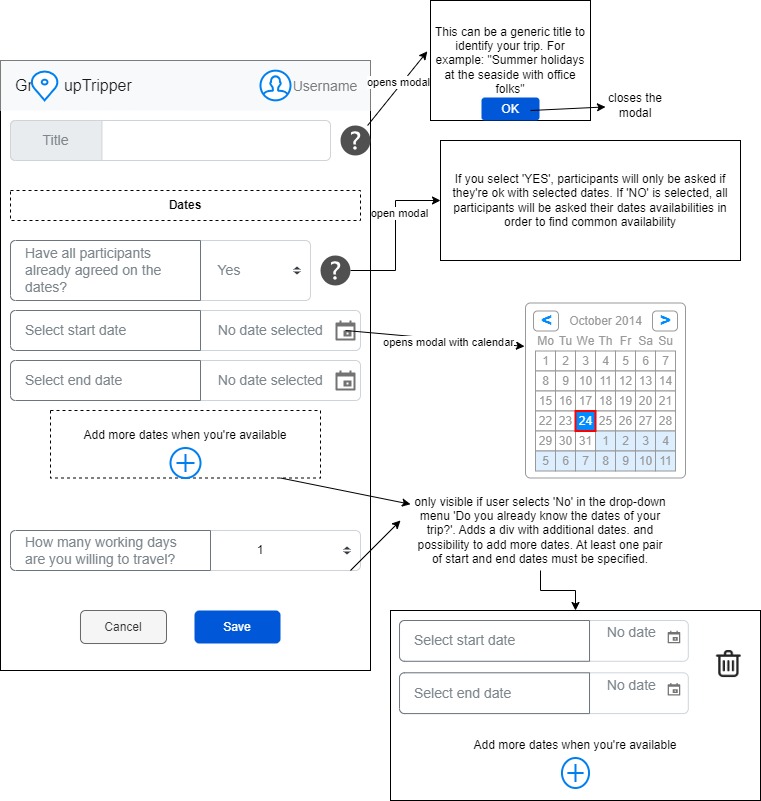 GroupTripper
Username
Title
?
Dates
Have all participants
already agreed on the
dates?
Yes
?
Select start date
No date selected
Select end date
No date selected
Add more dates when you're available
How many working days
are you willing to travel?
1
Cancel
Save
opens modal
This can be a generic title to
identify your trip. For
example: "Summer holidays
at the seaside with office
folks"
OK
closes the
modal
open modal
If you select 'YES', participants will only be asked if
they're ok with selected dates. If 'NO' is selected, all
participants will be asked their dates availabilities in
order to find common availability
opens modal with calendar
< October 2014 >
Mo Tu We Th Fr Sa Su
1 2 3 4 5 6 7
8 9 10 11 12 13 14
15 16 17 18 19 20 21
22 23 24 25 26 27 28
29 30 31 1 2 3 4
5 6 7 8 9 10 11
only visible if user selects 'No' in the drop-down
menu 'Do you already know the dates of your
trip?'. Adds a div with additional dates. and
possibility to add more dates. At least one pair
of start and end dates must be specified.
Select start date
No date
Select end date
No date
Add more dates when you're available